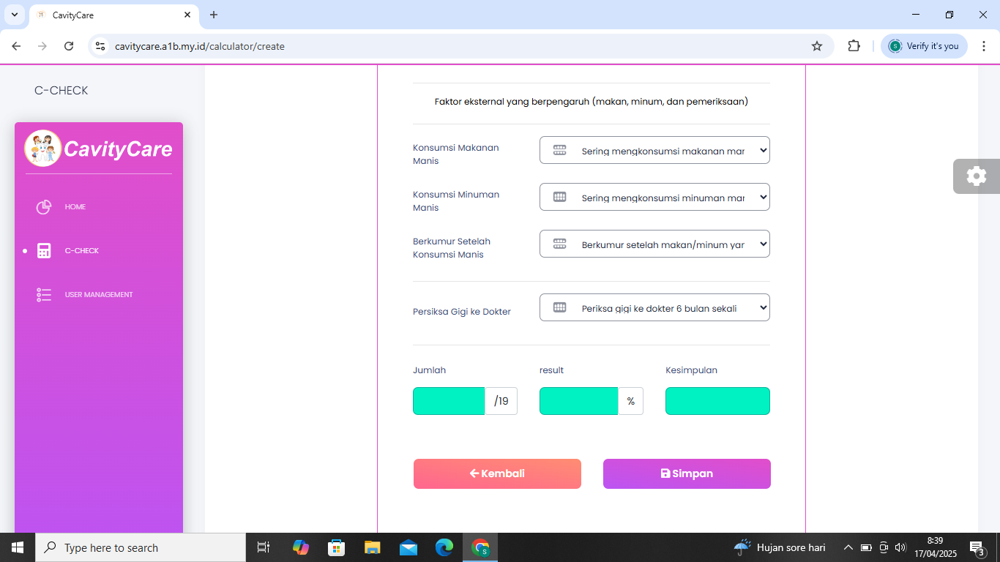 CavityCare
cavitycare.a1b.my.id/calculator/create
Verify it's you
C-CHECK
CavityCare
HOME
C-CHECK
USER MANAGEMENT
Faktor eksternal yang berpengaruh (makan, minum, dan pemeriksaan)
Konsumsi Makanan
Manis
Sering mengkonsumsi makanan mar
Konsumsi Minuman
Manis
Sering mengkonsumsi minuman mar
Berkumur Setelah
Konsumsi Manis
Berkumur setelah makan/minum yar
Persiksa Gigi ke Dokter
Periksa gigi ke dokter 6 bulan sekali
Jumlah
result
Kesimpulan
/19
%
Kembali
Simpan
Type here to search
Hujan sore hari
8:39
17/04/2025
3